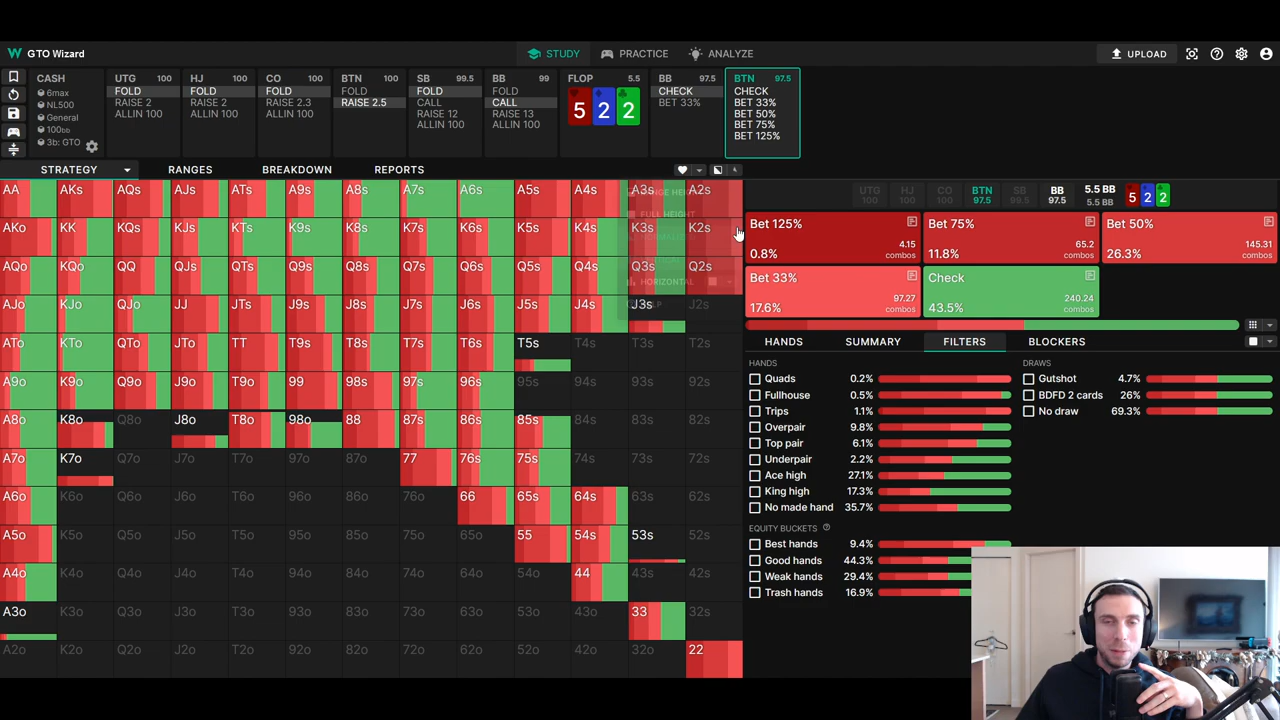 GTO Wizard
STUDY
PRACTICE
ANALYZE
UPLOAD
CASH
6max
NL500
General
100bb
3b: GTO
UTG 100
FOLD
RAISE 2
ALLIN 100
HJ 100
FOLD
RAISE 2
ALLIN 100
CO 100
FOLD
RAISE 2.3
ALLIN 100
BTN 100
FOLD
RAISE 2.5
SB 99.5
FOLD
CALL
RAISE 12
ALLIN 100
BB 99
FOLD
CALL
RAISE 13
ALLIN 100
FLOP 5.5
5 2 2
BB 97.5
CHECK
BET 33%
BTN 97.5
CHECK
BET 33%
BET 50%
BET 75%
BET 125%
STRATEGY
RANGES
BREAKDOWN
REPORTS
AA AKs AQs AJs ATs A9s A8s A7s A6s A5s A4s A3s A2s
FULL HEIGHT
AKo KK KQs KJs KTs K9s K8s K7s K6s K5s K4s K3s K2s
AQo KQo QQ QJs QTs Q9s Q8s Q7s Q6s Q5s Q4s Q3s Q2s
HORIZONTAL
AJo KJo QJo JJ JTs J9s J8s J7s J6s J5s J4s J3s J2s
ATo KTo QTo JTo TT T9s T8s T7s T6s T5s T4s T3s T2s
A9o K9o Q9o J9o T9o 99 98s 97s 96s 95s 94s 93s 92s
A8o K8o Q8o J8o T8o 98o 88 87s 86s 85s 84s 83s 82s
A7o K7o Q7o J7o T7o 97o 87o 77 76s 75s 74s 73s 72s
A6o K6o Q6o J6o T6o 96o 86o 76o 66 65s 64s 63s 62s
A5o K5o Q5o J5o T5o 95o 85o 75o 65o 55 54s 53s 52s
A4o K4o Q4o J4o T4o 94o 84o 74o 64o 54o 44 43s 42s
A3o K3o Q3o J3o T3o 93o 83o 73o 63o 53o 43o 33 32s
A2o K2o Q2o J2o T2o 92o 82o 72o 62o 52o 42o 32o 22
UTG 100
HJ 100
CO 100
BTN 97.5
SB 99.5
BB 97.5
5.5 BB
5.5 BB
5 2 2
Bet 125%
4.15
0.8% combos
Bet 75%
65.2
11.8% combos
Bet 50%
145.31
26.3% combos
Bet 33%
97.27
17.6% combos
Check
240.24
43.5% combos
HANDS
SUMMARY
FILTERS
BLOCKERS
HANDS
Quads 0.2%
Fullhouse 0.5%
Trips 1.1%
Overpair 9.8%
Top pair 6.1%
Underpair 2.2%
Ace high 27.1%
King high 17.3%
No made hand 35.7%
DRAWS
Gutshot 4.7%
BDFD 2 cards 26%
No draw 69.3%
EQUITY BUCKETS
Best hands 9.4%
Good hands 44.3%
Weak hands 29.4%
Trash hands 16.9%